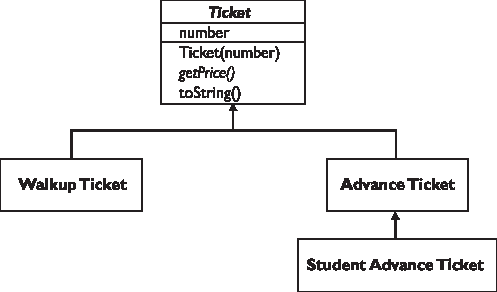 Ticket
number
Ticket(number)
getPrice()
toString()
Walkup Ticket
Advance Ticket
Student Advance Ticket